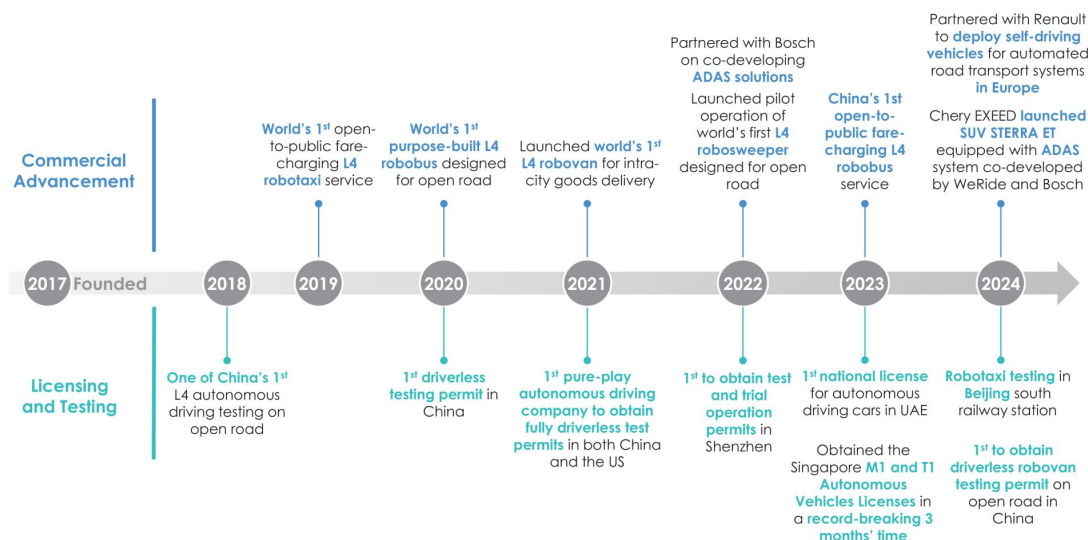 Commercial
Advancement
World's 1st open-
to-public fare-
charging L4
robotaxi service
World's 1st
purpose-built L4
robobus designed
for open road
Launched world's 1st
L4 robovan for intra-
city goods delivery
Partnered with Bosch
on co-developing
ADAS solutions
Launched pilot
operation of
world's first L4
robosweeper
designed for open
road
China's 1st
open-to-
public fare-
charging L4
robobus
service
Partnered with Renault
to deploy self-driving
vehicles for automated
road transport systems
in Europe
Chery EXEED launched
SUV STERRA ET
equipped with ADAS
system co-developed
by WeRide and Bosch
2017 Founded
2018
2019
2020
2021
2022
2023
2024
Licensing
and Testing
One of China's 1st
L4 autonomous
driving testing on
open road
1st driverless
testing permit in
China
1st pure-play
autonomous driving
company to obtain
fully driverless test
permits in both China
and the US
1st to obtain test
and trial
operation
permits in
Shenzhen
1st national license
for autonomous
driving cars in UAE
Obtained the
Singapore M1 and T1
Autonomous
Vehicles Licenses in
a record-breaking 3
months' time
Robotaxi testing in
Beijing south
railway station
1st to obtain
driverless robovan
testing permit on
open road in
China